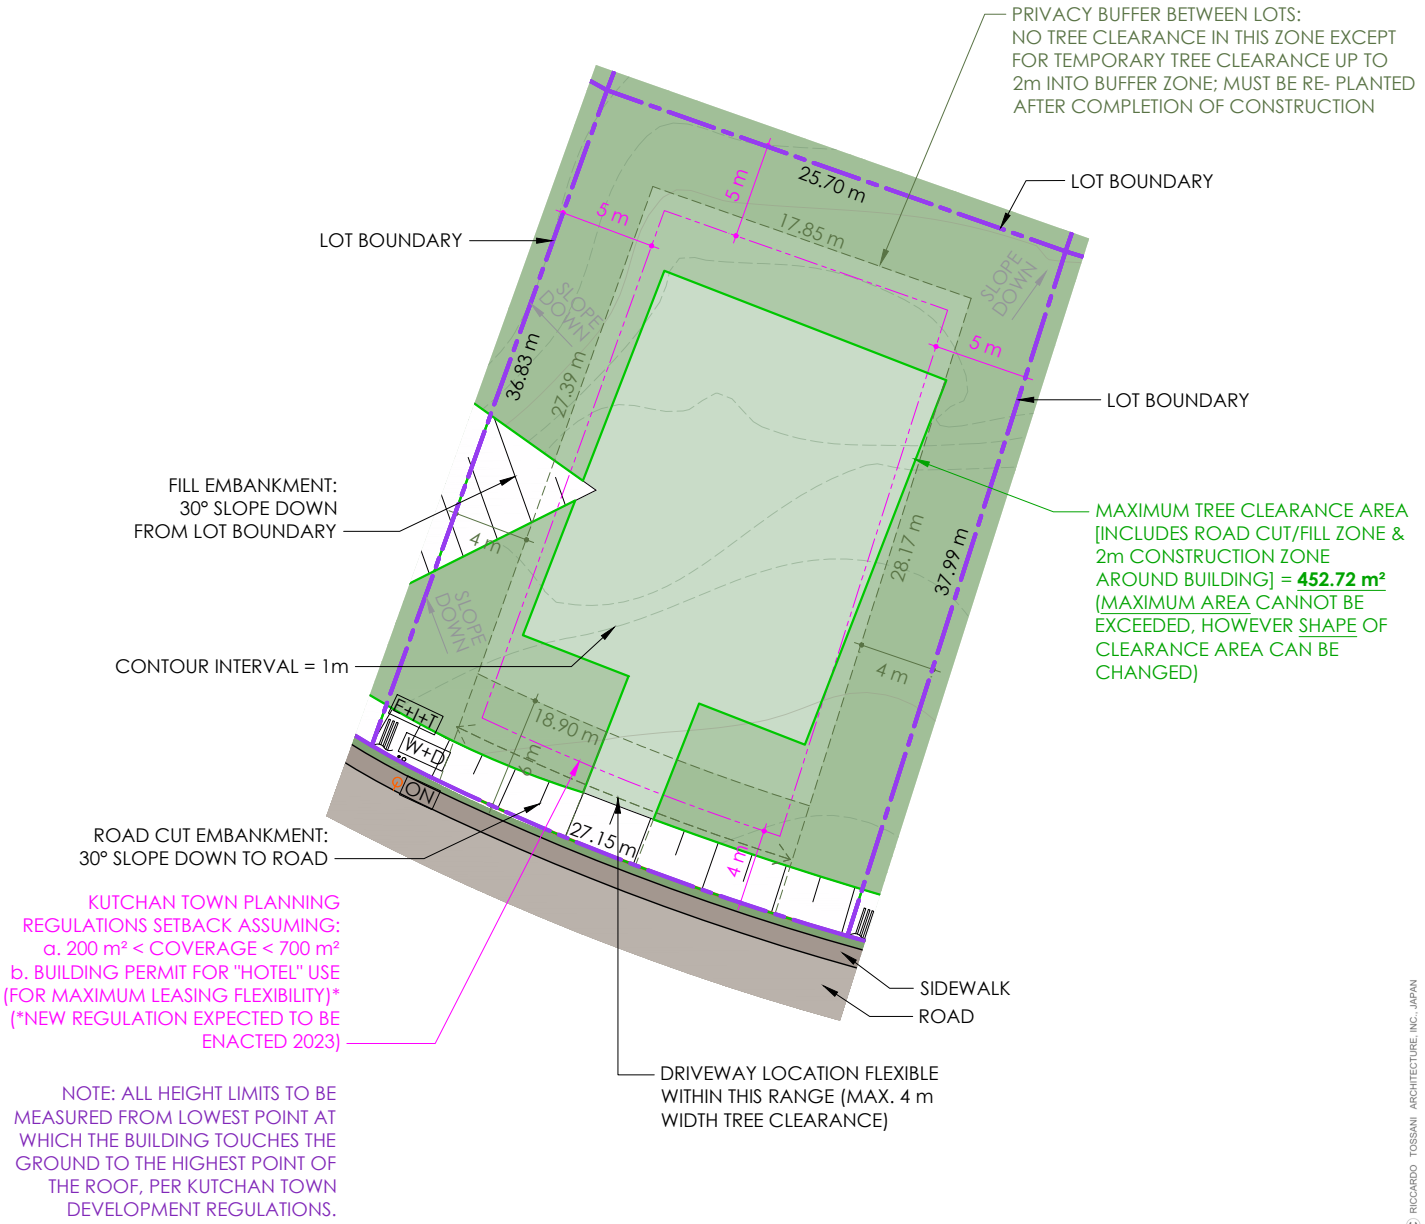 PRIVACY BUFFER BETWEEN LOTS:
NO TREE CLEARANCE IN THIS ZONE EXCEPT
FOR TEMPORARY TREE CLEARANCE UP TO
2m INTO BUFFER ZONE; MUST BE RE- PLANTED
AFTER COMPLETION OF CONSTRUCTION
LOT BOUNDARY
25.70 m
5 m
5 m
17.85 m
LOT BOUNDARY
SLOPE
DOWN
SLOPE
DOWN
36.83 m
27.39 m
5 m
LOT BOUNDARY
FILL EMBANKMENT:
30° SLOPE DOWN
FROM LOT BOUNDARY
4 m
28.17 m
37.99 m
MAXIMUM TREE CLEARANCE AREA
[INCLUDES ROAD CUT/FILL ZONE &
2m CONSTRUCTION ZONE
AROUND BUILDING] = 452.72 m²
(MAXIMUM AREA CANNOT BE
EXCEEDED, HOWEVER SHAPE OF
CLEARANCE AREA CAN BE
CHANGED)
SLOPE
DOWN
CONTOUR INTERVAL = 1m
4 m
E+I+T
W+D
ON
18.90 m
ROAD CUT EMBANKMENT:
30° SLOPE DOWN TO ROAD
27.15 m
4 m
KUTCHAN TOWN PLANNING
REGULATIONS SETBACK ASSUMING:
a. 200 m² < COVERAGE < 700 m²
b. BUILDING PERMIT FOR "HOTEL" USE
(FOR MAXIMUM LEASING FLEXIBILITY)*
(*NEW REGULATION EXPECTED TO BE
ENACTED 2023)
SIDEWALK
ROAD
DRIVEWAY LOCATION FLEXIBLE
WITHIN THIS RANGE (MAX. 4 m
WIDTH TREE CLEARANCE)
NOTE: ALL HEIGHT LIMITS TO BE
MEASURED FROM LOWEST POINT AT
WHICH THE BUILDING TOUCHES THE
GROUND TO THE HIGHEST POINT OF
THE ROOF, PER KUTCHAN TOWN
DEVELOPMENT REGULATIONS.
© RICCARDO TOSSANI ARCHITECTURE, INC., JAPAN